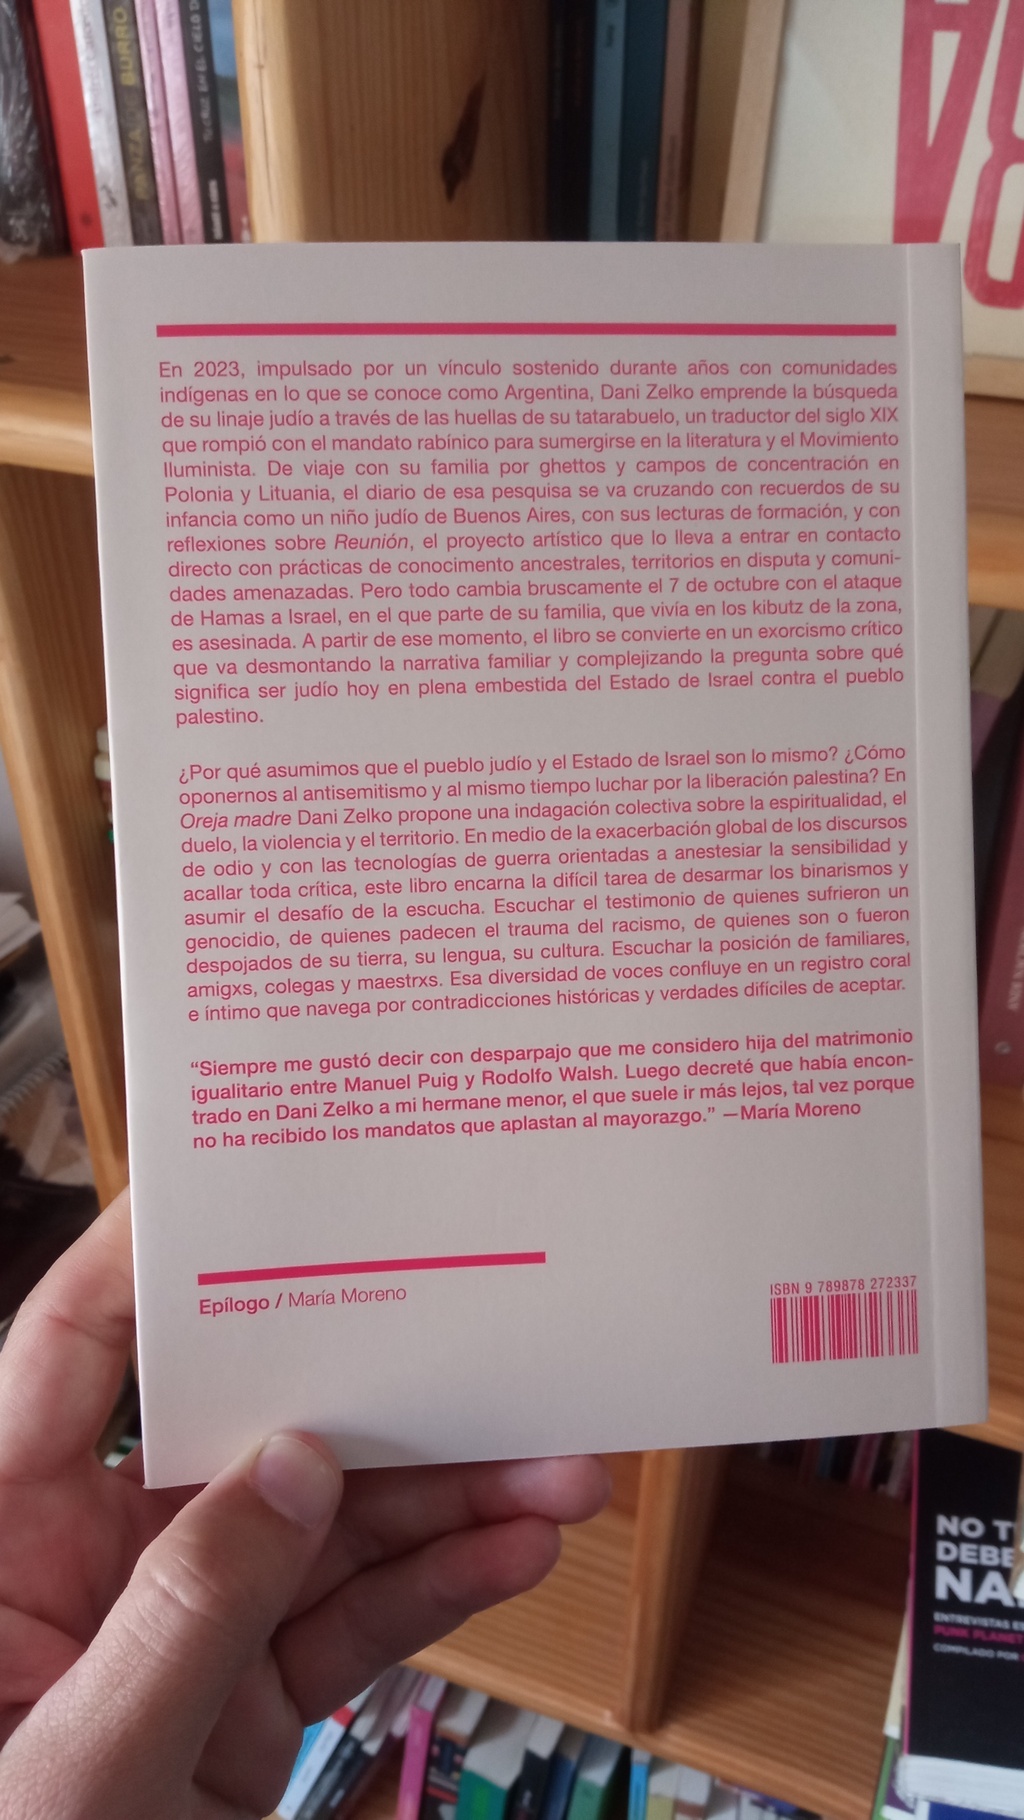 PANZA DE BURRO
En 2023, impulsado por un vínculo sostenido durante años con comunidades
indígenas en lo que se conoce como Argentina, Dani Zelko emprende la búsqueda
de su linaje judío a través de las huellas de su tatarabuelo, un traductor del siglo XIX
que rompió con el mandato rabínico para sumergirse en la literatura y el Movimiento
Iluminista. De viaje con su familia por ghettos y campos de concentración en
Polonia y Lituania, el diario de esa pesquisa se va cruzando con recuerdos de su
infancia como un niño judío de Buenos Aires, con sus lecturas de formación, y con
reflexiones sobre Reunión, el proyecto artístico que lo lleva a entrar en contacto
directo con prácticas de conocimento ancestrales, territorios en disputa y comuni-
dades amenazadas. Pero todo cambia bruscamente el 7 de octubre con el ataque
de Hamas a Israel, en el que parte de su familia, que vivía en los kibutz de la zona,
es asesinada. A partir de ese momento, el libro se convierte en un exorcismo crítico
que va desmontando la narrativa familiar y complejizando la pregunta sobre qué
significa ser judío hoy en plena embestida del Estado de Israel contra el pueblo
palestino.
¿Por qué asumimos que el pueblo judío y el Estado de Israel son lo mismo? ¿Cómo
oponernos al antisemitismo y al mismo tiempo luchar por la liberación palestina? En
Oreja madre Dani Zelko propone una indagación colectiva sobre la espiritualidad, el
duelo, la violencia y el territorio. En medio de la exacerbación global de los discursos
de odio y con las tecnologías de guerra orientadas a anestesiar la sensibilidad y
acallar toda crítica, este libro encarna la difícil tarea de desarmar los binarismos y
asumir el desafío de la escucha. Escuchar el testimonio de quienes sufrieron un
genocidio, de quienes padecen el trauma del racismo, de quienes son o fueron
despojados de su tierra, su lengua, su cultura. Escuchar la posición de familiares,
amigxs, colegas y maestrxs. Esa diversidad de voces confluye en un registro coral
e íntimo que navega por contradicciones históricas y verdades difíciles de aceptar.
“Siempre me gustó decir con desparpajo que me considero hija del matrimonio
igualitario entre Manuel Puig y Rodolfo Walsh. Luego decreté que había encon-
trado en Dani Zelko a mi hermane menor, el que suele ir más lejos, tal vez porque
no ha recibido los mandatos que aplastan al mayorazgo.” —María Moreno
Epílogo / María Moreno
ISBN 9 789878 272337
NO T
DEBE
NA
ENTREVISTAS ES
PUNK PLANET
COMPILADO POR